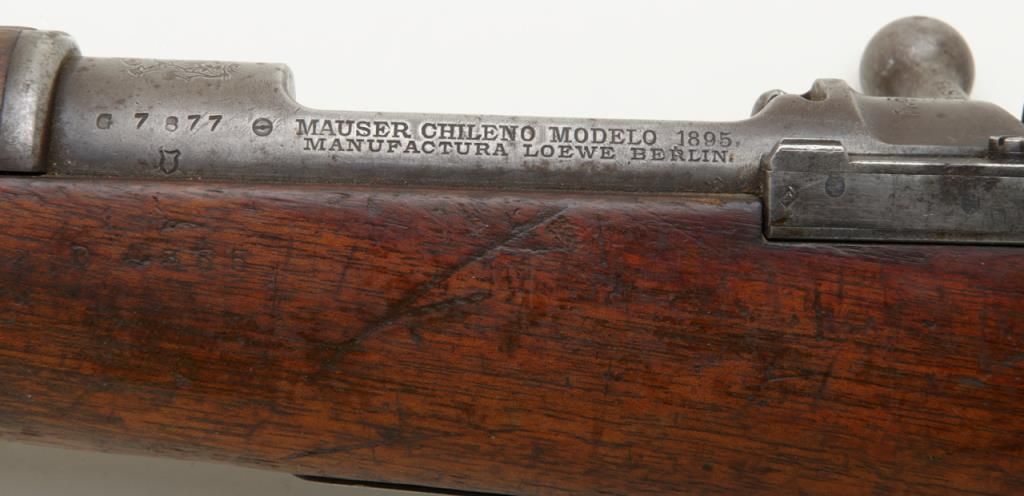 G 7877
MAUSER CHILENO MODELO 1895.
MANUFACTURA LOEWE BERLIN.